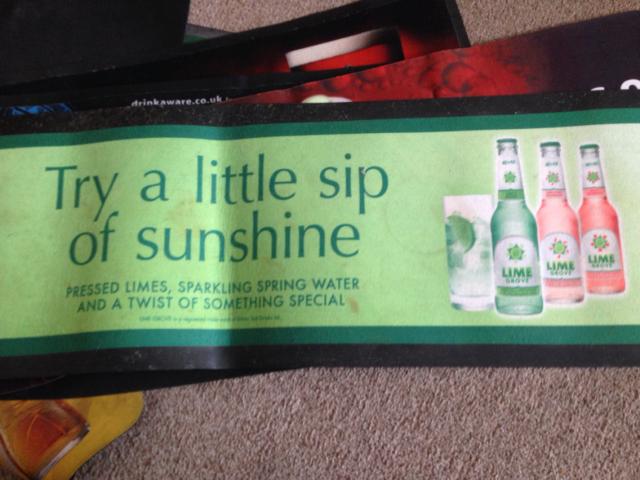 drinkaware.co.uk
Try a little sip
of sunshine
PRESSED LIMES, SPARKLING SPRING WATER
AND A TWIST OF SOMETHING SPECIAL
LIME
GROVE
LIME
GROVE
LIME
GROVE